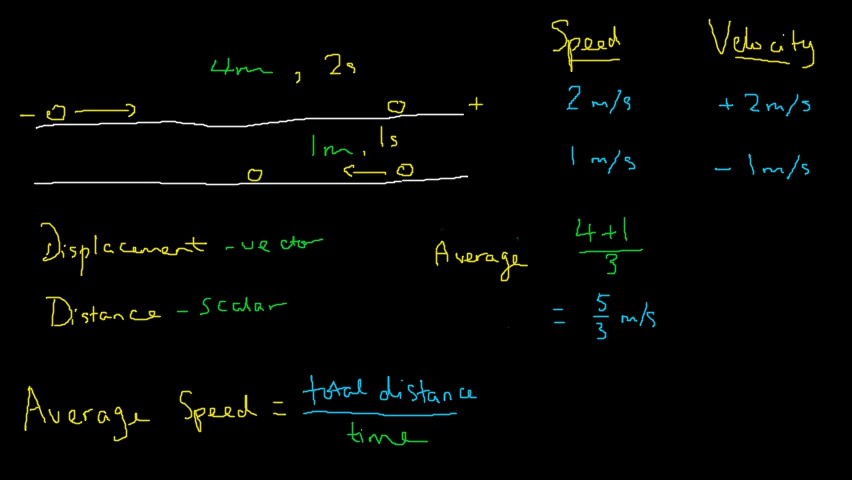 Speed Velocity
4m , 2s
- + 2 m/s + 2 m/s
1m , 1s
1 m/s - 1 m/s
Displacement - vector
Average 4+1
3
Distance - scalar
= 5/3 m/s
Average Speed = total distance
time